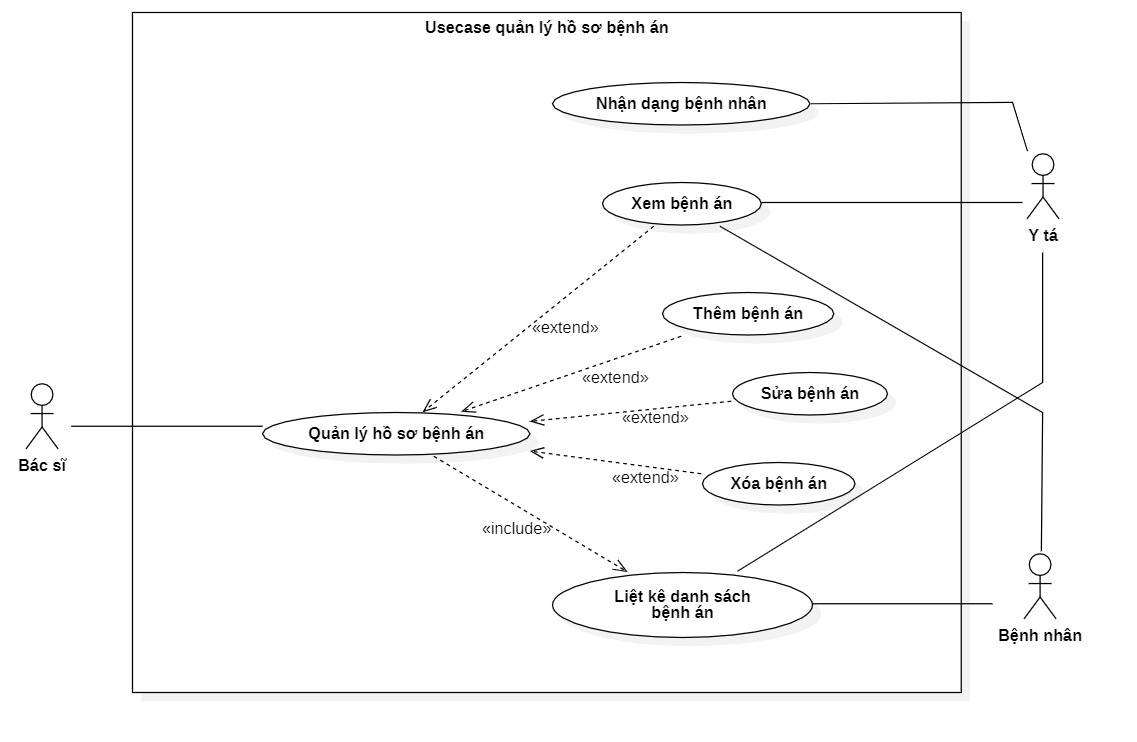 Usecase quản lý hồ sơ bệnh án
Nhận dạng bệnh nhân
Xem bệnh án
Y tá
Thêm bệnh án
«extend»
«extend»
Sửa bệnh án
«extend»
Quản lý hồ sơ bệnh án
Bác sĩ
«extend»
Xóa bệnh án
«include»
Liệt kê danh sách
bệnh án
Bệnh nhân